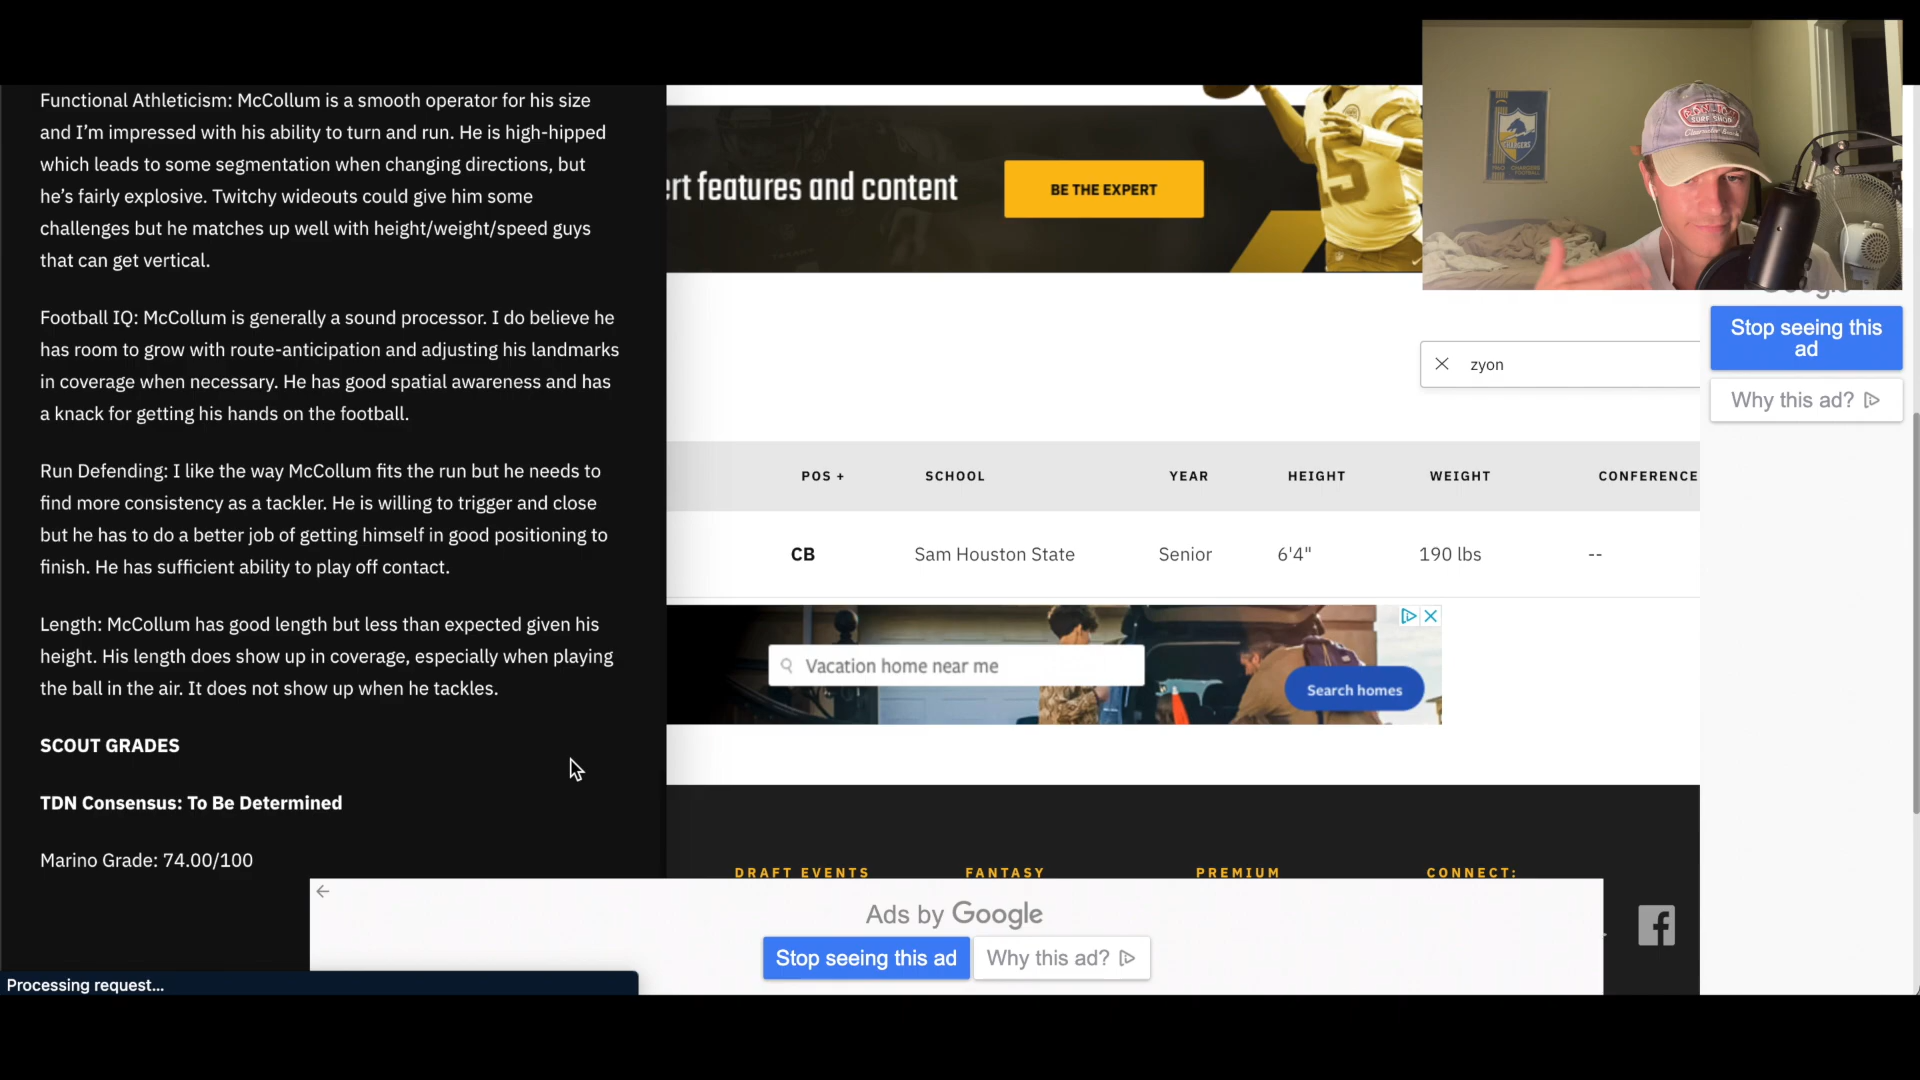 Functional Athleticism: McCollum is a smooth operator for his size
and I'm impressed with his ability to turn and run. He is high-hipped
which leads to some segmentation when changing directions, but
he's fairly explosive. Twitchy wideouts could give him some
challenges but he matches up well with height/weight/speed guys
that can get vertical.
Football IQ: McCollum is generally a sound processor. I do believe he
has room to grow with route-anticipation and adjusting his landmarks
in coverage when necessary. He has good spatial awareness and has
a knack for getting his hands on the football.
Run Defending: I like the way McCollum fits the run but he needs to
find more consistency as a tackler. He is willing to trigger and close
but he has to do a better job of getting himself in good positioning to
finish. He has sufficient ability to play off contact.
Length: McCollum has good length but less than expected given his
height. His length does show up in coverage, especially when playing
the ball in the air. It does not show up when he tackles.
SCOUT GRADES
TDN Consensus: To Be Determined
Marino Grade: 74.00/100
Processing request...
features and content
BE THE EXPERT
15
CHARGERS
SURF SHOP
Stop seeing this
ad
Why this ad?
zyon
POS + SCHOOL YEAR HEIGHT WEIGHT CONFERENCE
CB Sam Houston State Senior 6'4" 190 lbs --
Vacation home near me
Search homes
DRAFT EVENTS FANTASY PREMIUM CONNECT:
Ads by Google
Stop seeing this ad Why this ad?